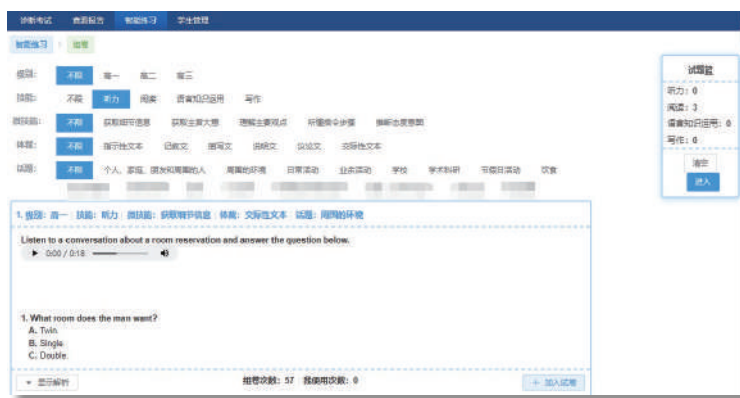 诊断考试 查看报告 智能练习 学生管理
智能练习 › 组卷
级别: 不限 高一 高二 高三
技能: 不限 听力 阅读 语言知识运用 写作
微技能: 不限 获取细节信息 获取主要大意 理解主要观点 听懂指令步骤 推断态度意图
体裁: 不限 指示性文本 记叙文 描写文 说明文 议论文 交际性文本
话题: 不限 个人、家庭、朋友和周围的人 周围的环境 日常活动 业余活动 学校 学术科研 节假日活动 饮食
试题篮
听力: 0
阅读: 3
语言知识运用: 0
写作: 0
清空
进入
1. 级别: 高一 | 技能: 听力 | 微技能: 获取细节信息 | 体裁: 交际性文本 | 话题: 周围的环境
Listen to a conversation about a room reservation and answer the question below.
0:00 / 0:18
1. What room does the man want?
A. Twin.
B. Single.
C. Double.
显示解析 组卷次数: 57 我使用次数: 0 + 加入试卷